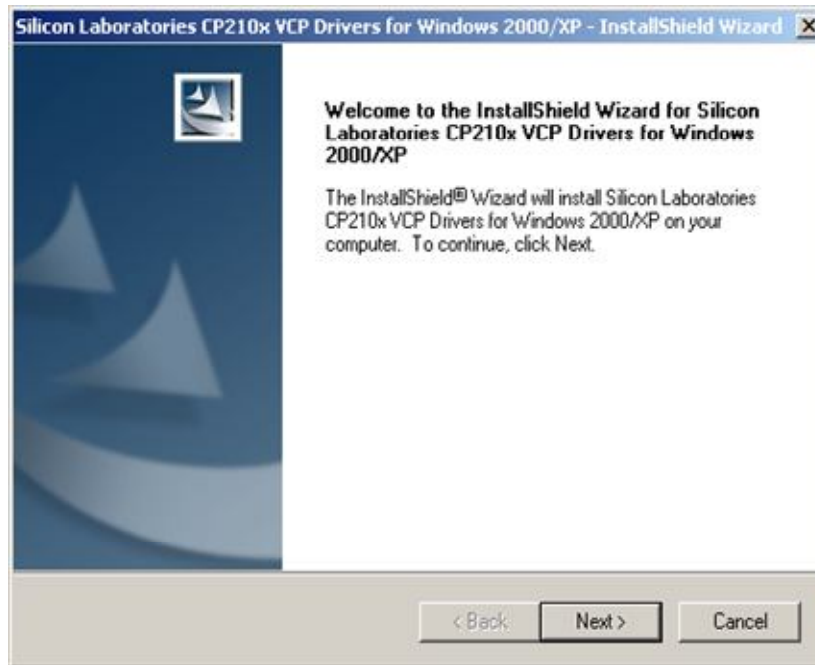 Silicon Laboratories CP210x VCP Drivers for Windows 2000/XP - InstallShield Wizard
Welcome to the InstallShield Wizard for Silicon
Laboratories CP210x VCP Drivers for Windows
2000/XP
The InstallShield® Wizard will install Silicon Laboratories
CP210x VCP Drivers for Windows 2000/XP on your
computer. To continue, click Next.
< Back Next > Cancel